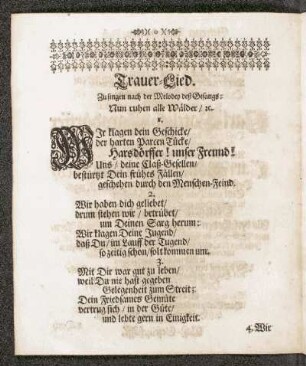 Trauer-Lied.
Zu singen nach der Melodey deß Gesangs:
Nun ruhen alle Wälder/ ⁊c.
1.
WJr klagen dein Geschicke/
der harten Parcen Tücke/
Harsdörffer! unser Freund!
Uns/ deine Claß-Gesellen/
bestürtzt Dein frühes Fällen/
geschehen durch den Menschen-Feind.
2.
Wir haben dich geliebet/
drum stehen wir/ betrübet/
um Deinen Sarg herum:
Wir klagen Deine Jugend/
daß Du/ im Lauff der Tugend/
so zeitig schon/ solt kommen um.
3.
Mit Dir war gut zu leben/
weil Du nie hast gegeben
Gelegenheit zum Streit:
Dein Friedsames Gemüte
vertrug sich/ in der Güte/
und lebte gern in Einigkeit.
4. Wir